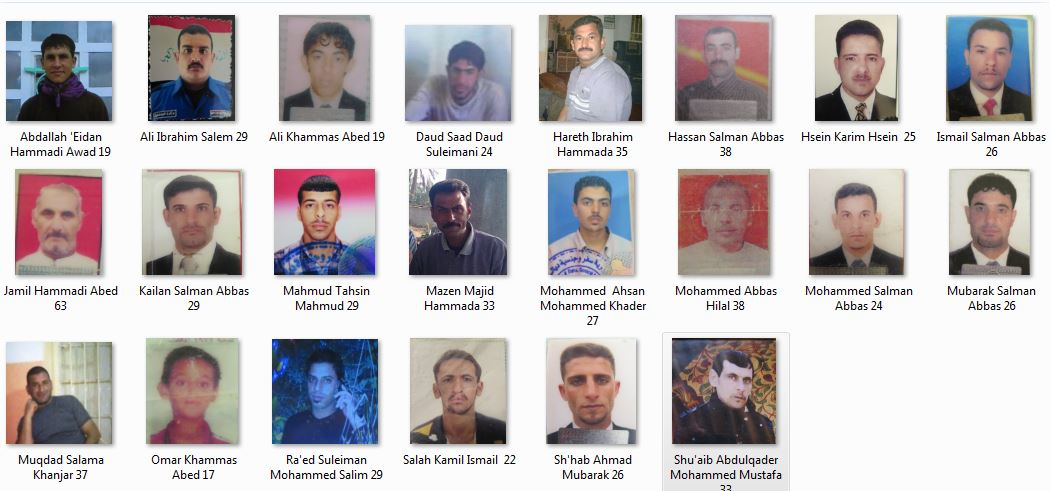 Abdallah 'Eidan
Hammadi Awad 19
Ali Ibrahim Salem 29
Ali Khammas Abed 19
Daud Saad Daud
Suleimani 24
Hareth Ibrahim
Hammada 35
Hassan Salman Abbas
38
Hsein Karim Hsein  25
Ismail Salman Abbas
26
Jamil Hammadi Abed
63
Kailan Salman Abbas
29
Mahmud Tahsin
Mahmud 29
Mazen Majid
Hammada 33
Mohammed  Ahsan
Mohammed Khader
27
Mohammed Abbas
Hilal 38
Mohammed Salman
Abbas 24
Mubarak Salman
Abbas 26
Muqdad Salama
Khanjar 37
Omar Khammas
Abed 17
Ra'ed Suleiman
Mohammed Salim 29
Salah Kamil Ismail  22
Sh'hab Ahmad
Mubarak 26
Shu'aib Abdulqader
Mohammed Mustafa
33